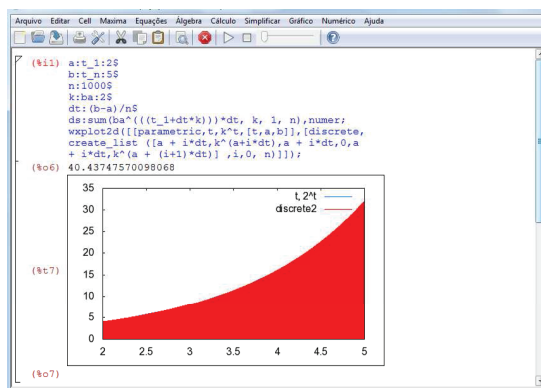 Arquivo Editar Cell Maxima Equações Álgebra Cálculo Simplificar Gráfico Numérico Ajuda
(%i1) a:t_1:2$
b:t_n:5$
n:1000$
k:ba:2$
dt:(b-a)/n$
ds:sum(ba^(((t_1+dt*k)))*dt, k, 1, n),numer;
wxplot2d([[parametric,t,k^t,[t,a,b]],[discrete,
create_list ([a + i*dt,k^(a+i*dt),a + i*dt,0,a
+ i*dt,k^(a + (i+1)*dt)] ,i,0, n)]]);
(%o6) 40.43747570098068
(%t7)
35
30
25
20
15
10
5
0
t, 2^t
discrete2
2 2.5 3 3.5 4 4.5 5
(%o7)